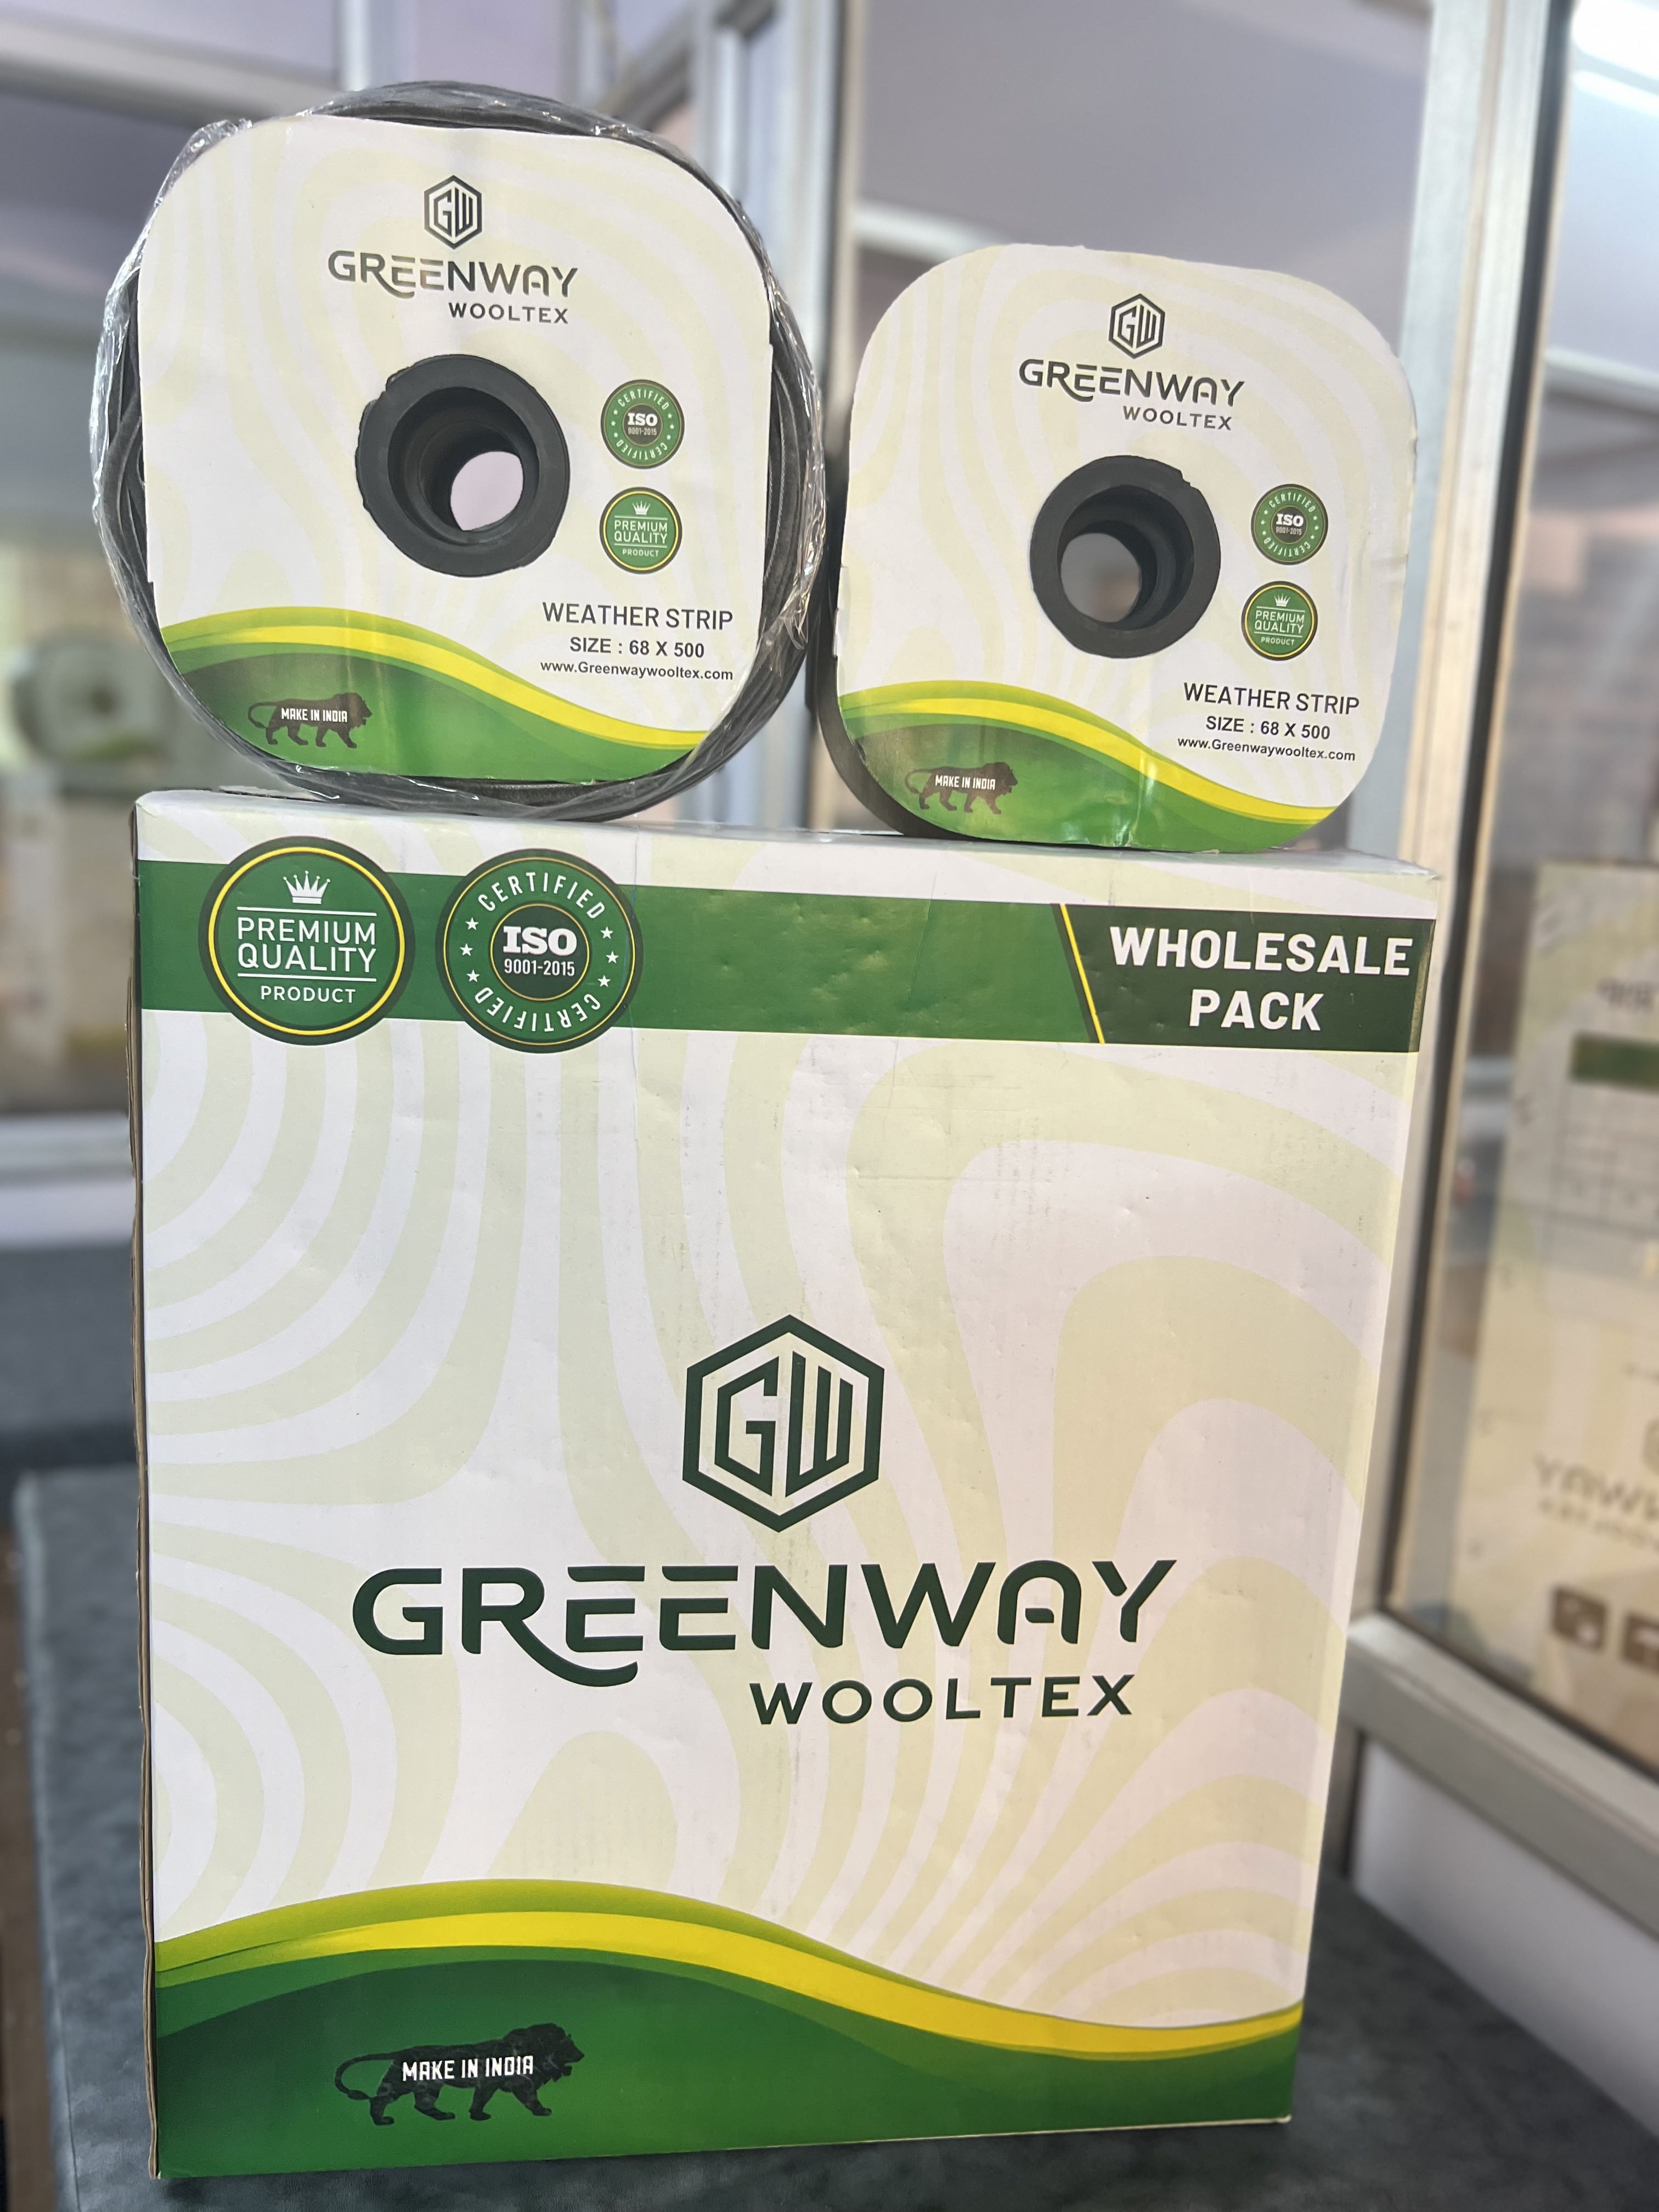 GW
GREENWAY
WOOLTEX
CERTIFIED
ISO
9001-2015
CERTIFIED
PREMIUM
QUALITY
PRODUCT
WEATHER STRIP
SIZE : 68 X 500
www.Greenwaywooltex.com
MAKE IN INDIA
GW
GREENWAY
WOOLTEX
CERTIFIED
ISO
9001-2015
CERTIFIED
PREMIUM
QUALITY
PRODUCT
WEATHER STRIP
SIZE : 68 X 500
www.Greenwaywooltex.com
MAKE IN INDIA
PREMIUM
QUALITY
PRODUCT
CERTIFIED
ISO
9001-2015
CERTIFIED
WHOLESALE
PACK
GW
GREENWAY
WOOLTEX
MAKE IN INDIA